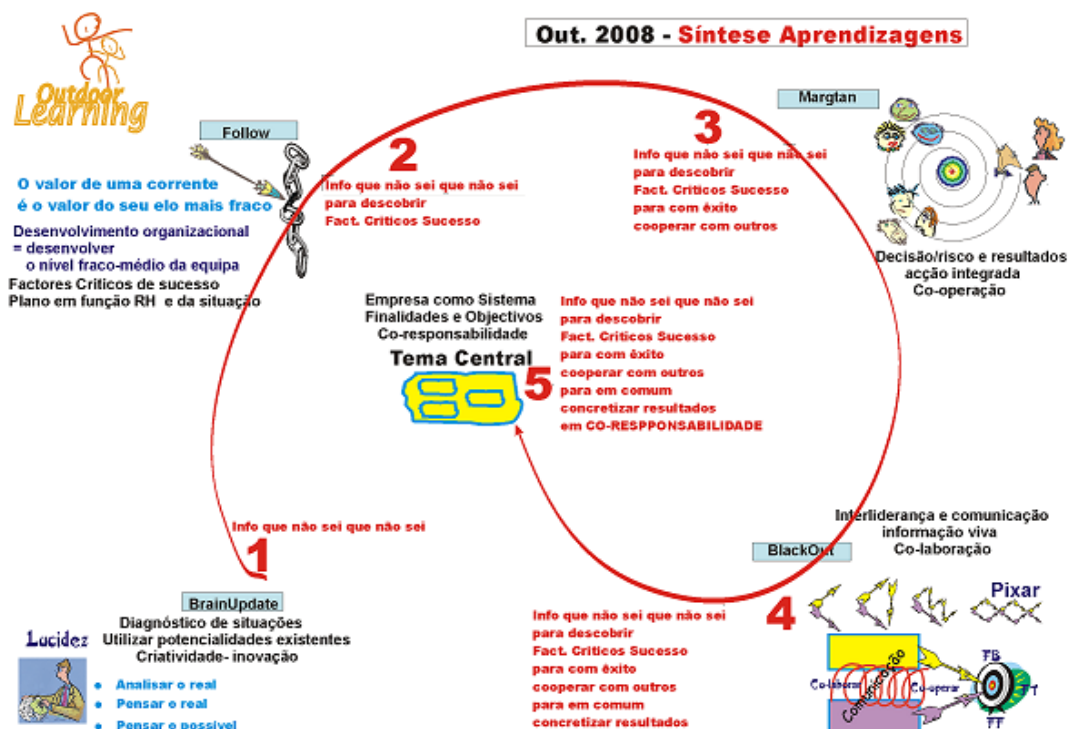 Out. 2008 - Síntese Aprendizagens
Outdoor
Learning
Follow
O valor de uma corrente
é o valor do seu elo mais fraco
Desenvolvimento organizacional
= desenvolver
o nível fraco-médio da equipa
Factores Criticos de sucesso
Plano em função RH e da situação
2
Info que não sei que não sei
para descobrir
Fact. Criticos Sucesso
3
Info que não sei que não sei
para descobrir
Fact. Criticos Sucesso
para com êxito
cooperar com outros
Margtan
Decisão/risco e resultados
acção integrada
Co-operação
Empresa como Sistema
Finalidades e Objectivos
Co-responsabilidade
Tema Central
5
Info que não sei que não sei
para descobrir
Fact. Criticos Sucesso
para com êxito
cooperar com outros
para em comum
concretizar resultados
em CO-RESPPONSABILIDADE
Info que não sei que não sei
1
BrainUpdate
Diagnóstico de situações
Utilizar potencialidades existentes
Criatividade- inovação
Lucidez
Analisar o real
Pensar o real
Pensar o possível
Interliderança e comunicação
informação viva
Co-laboração
BlackOut
4
Info que não sei que não sei
para descobrir
Fact. Criticos Sucesso
para com êxito
cooperar com outros
para em comum
concretizar resultados
Pixar
Co-laborar
Comunicação
Co-operar
FB
FT
FF